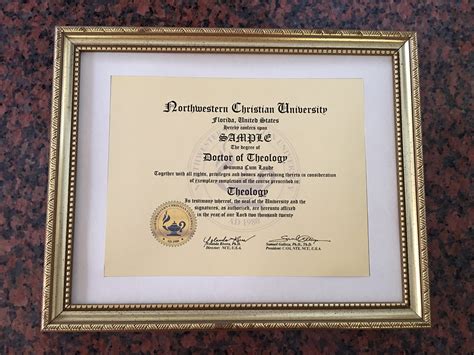 Northwestern Christian University
Florida, United States
Hereby confers upon
SAMPLE
The degree of
Doctor of Theology
Summa Cum Laude
Together with all rights, privileges and honors appertaining thereto in consideration
of exemplary completion of the course prescribed in:
Theology
In testimony whereof, the seal of the University and the
signatures, as authorized, are hereunto affixed
in the year of our Lord two thousand twenty